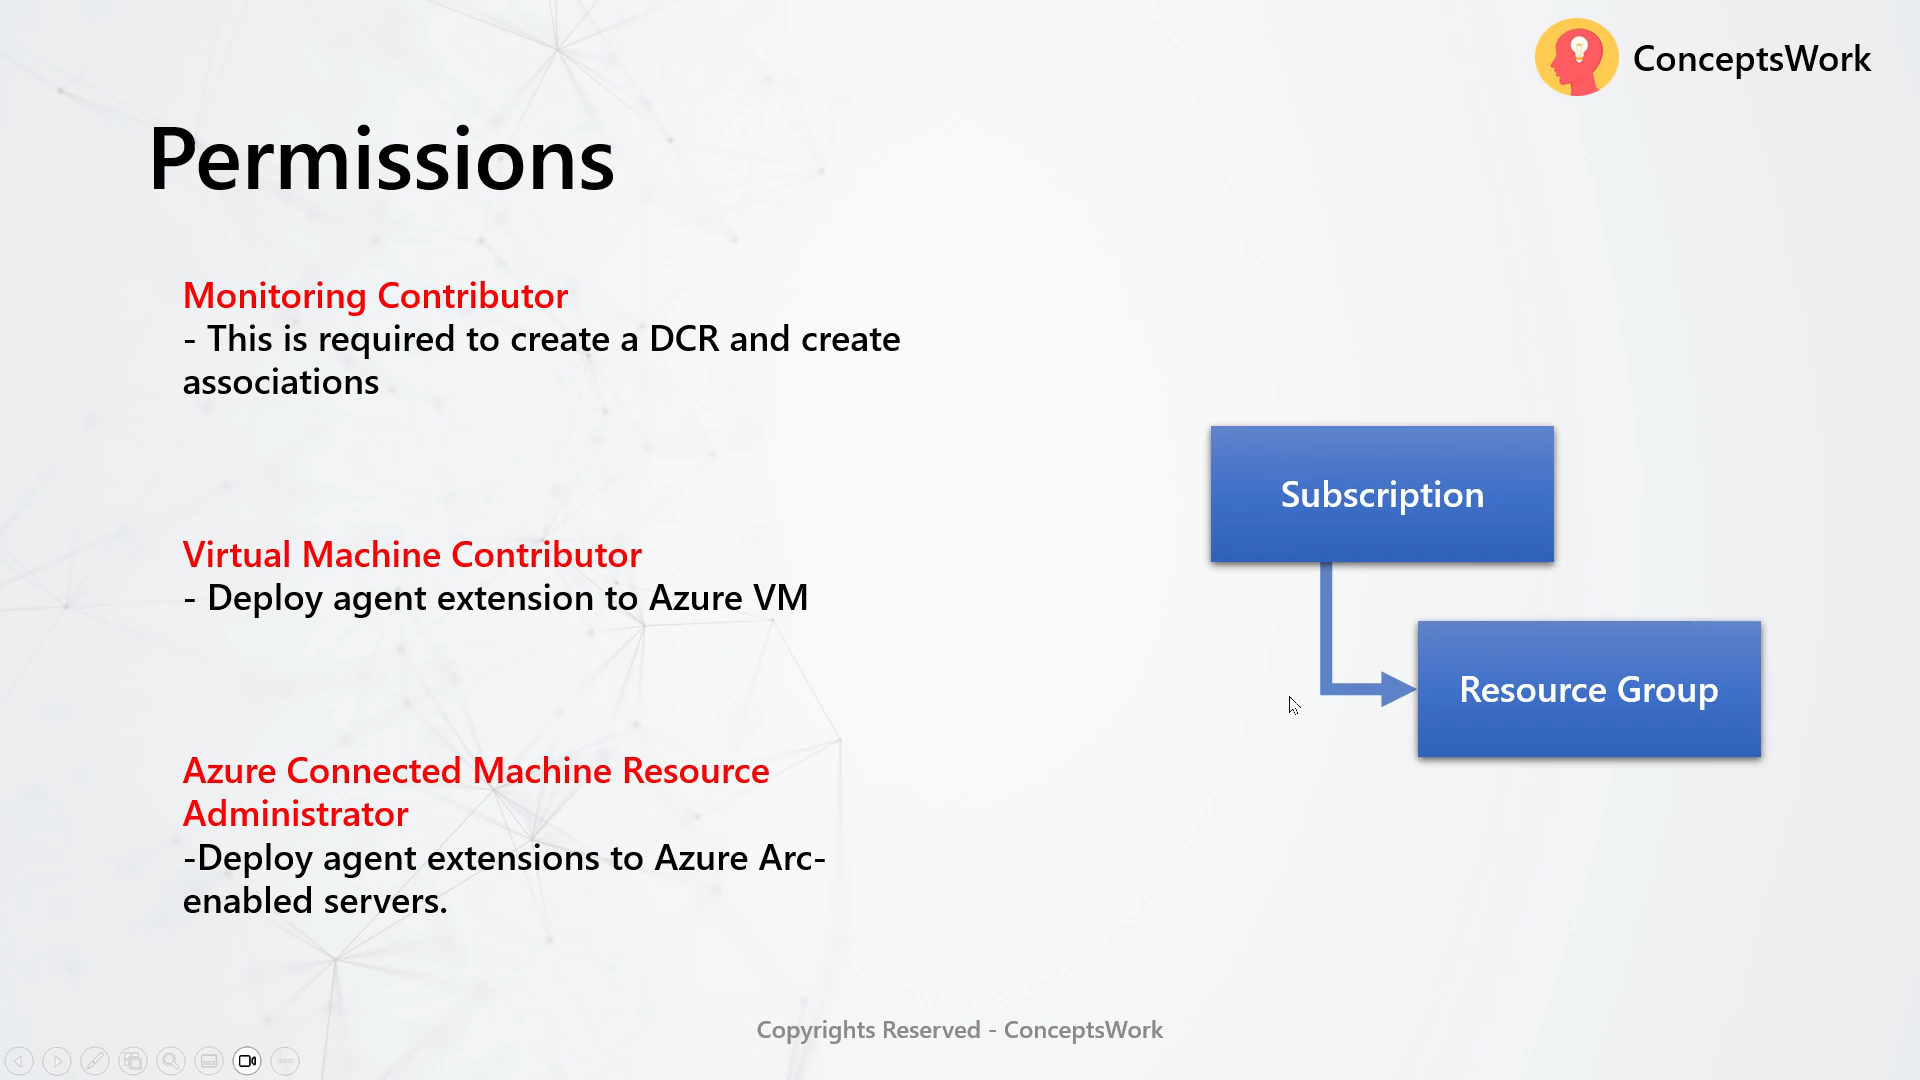 ConceptsWork
Permissions
Monitoring Contributor
- This is required to create a DCR and create
associations
Virtual Machine Contributor
- Deploy agent extension to Azure VM
Azure Connected Machine Resource
Administrator
-Deploy agent extensions to Azure Arc-
enabled servers.
Subscription
Resource Group
Copyrights Reserved - ConceptsWork